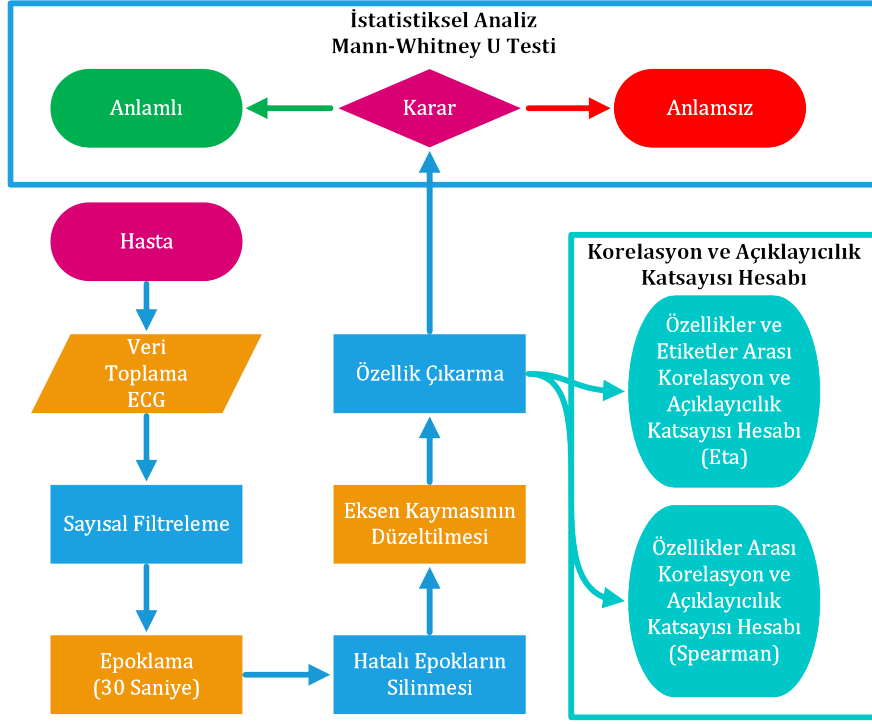 İstatistiksel Analiz
Mann-Whitney U Testi
Anlamlı
Karar
Anlamsız
Hasta
Veri
Toplama
ECG
Sayısal Filtreleme
Epoklama
(30 Saniye)
Hatalı Epokların
Silinmesi
Eksen Kaymasının
Düzeltilmesi
Özellik Çıkarma
Korelasyon ve Açıklayıcılık
Katsayısı Hesabı
Özellikler ve
Etiketler Arası
Korelasyon ve
Açıklayıcılık
Katsayısı Hesabı
(Eta)
Özellikler Arası
Korelasyon ve
Açıklayıcılık
Katsayısı Hesabı
(Spearman)